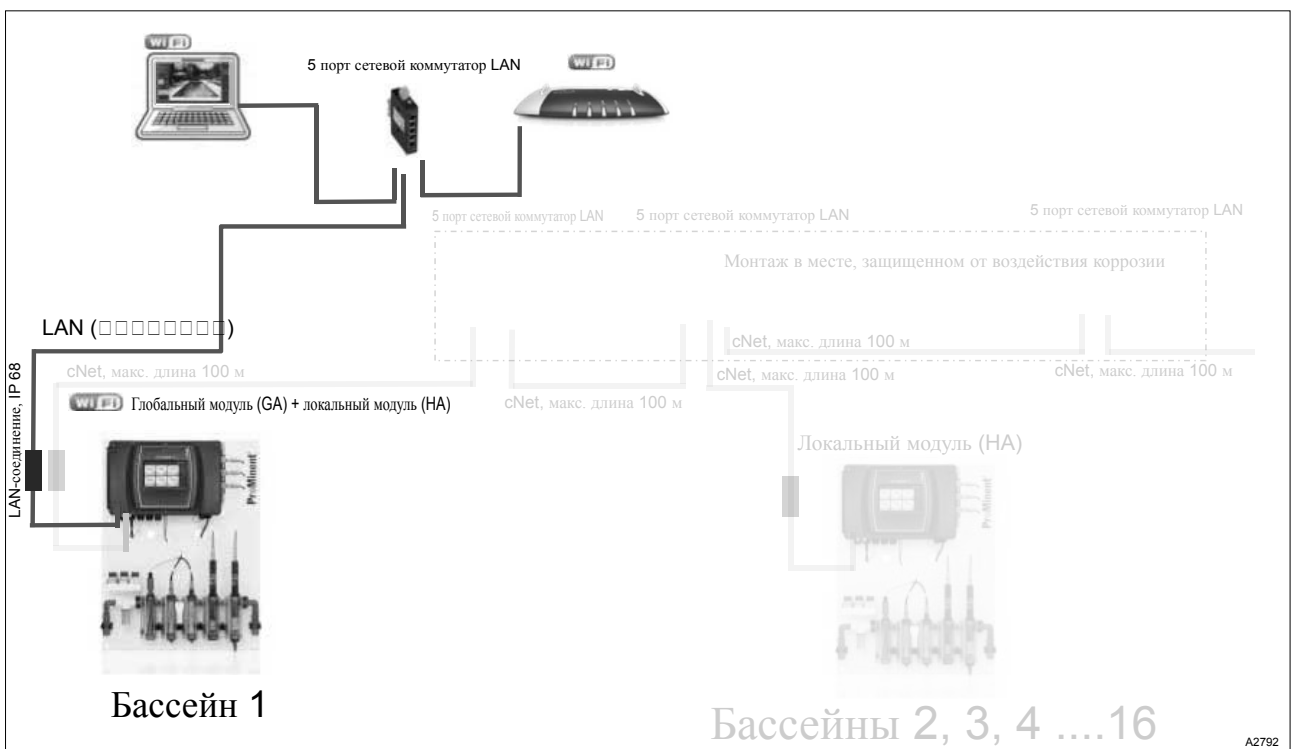 WiFi
5 порт сетевой коммутатор LAN
WiFi
5 порт сетевой коммутатор LAN
5 порт сетевой коммутатор LAN
5 порт сетевой коммутатор LAN
Монтаж в месте, защищенном от воздействия коррозии
LAN (□□□□□□□□)
cNet, макс. длина 100 м
cNet, макс. длина 100 м
cNet, макс. длина 100 м
cNet, макс. длина 100 м
cNet, макс. длина 100 м
LAN-соединение, IP 68
WiFi Глобальный модуль (GA) + локальный модуль (HA)
Локальный модуль (HA)
ProMinent
ProMinent
Бассейн 1
Бассейны 2, 3, 4 ....16
A2792